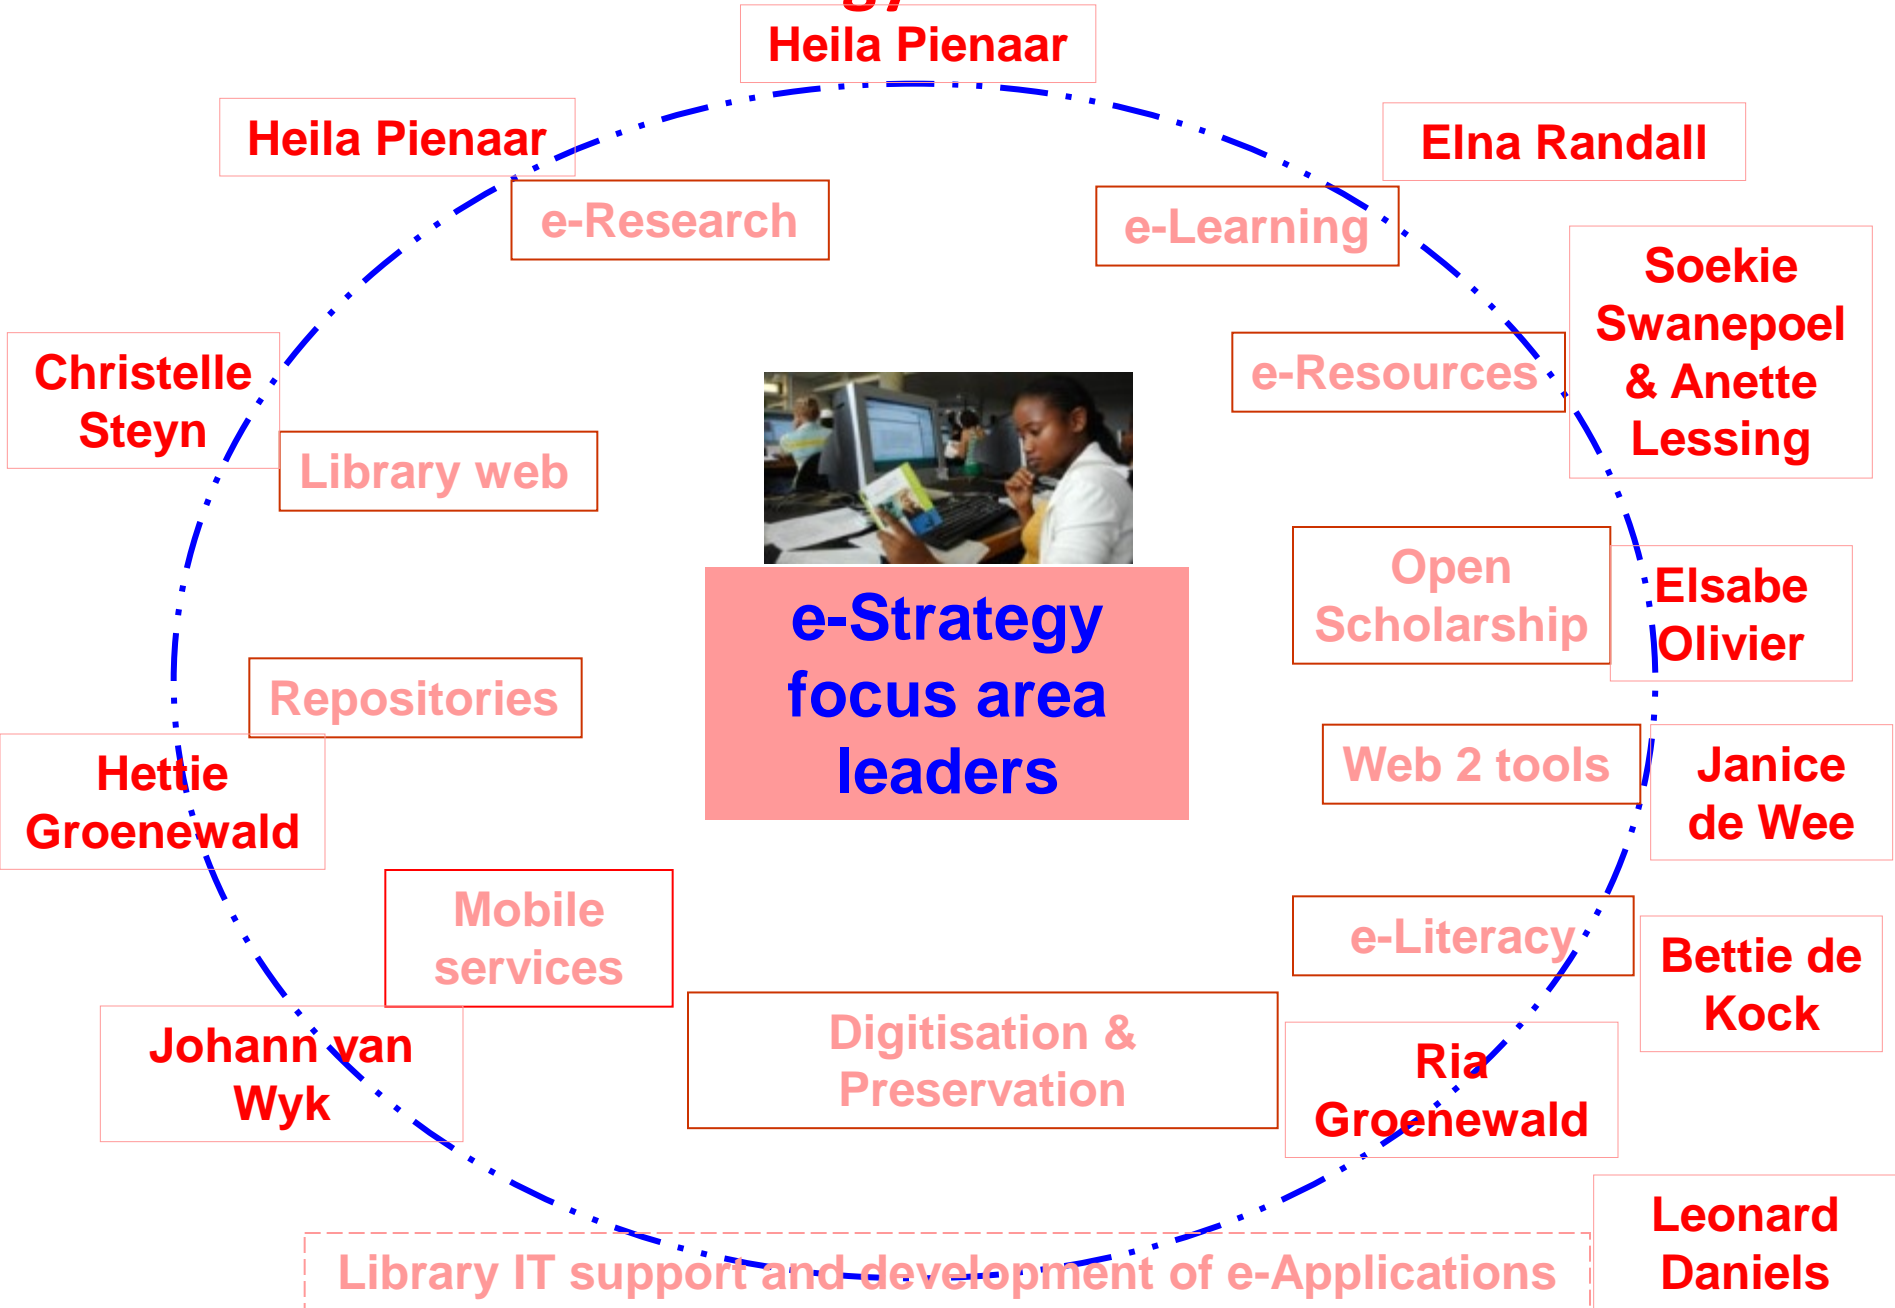 Heila Pienaar
Heila Pienaar
Elna Randall
e-Research
e-Learning
Soekie
Swanepoel
& Anette
Lessing
e-Resources
Christelle
Steyn
Library web
Open
Scholarship
Elsabe
Olivier
e-Strategy
focus area
leaders
Repositories
Hettie
Groenewald
Web 2 tools
Janice
de Wee
Mobile
services
e-Literacy
Bettie de
Kock
Johann van
Wyk
Digitisation &
Preservation
Ria
Groenewald
Leonard
Daniels
Library IT support and development of e-Applications